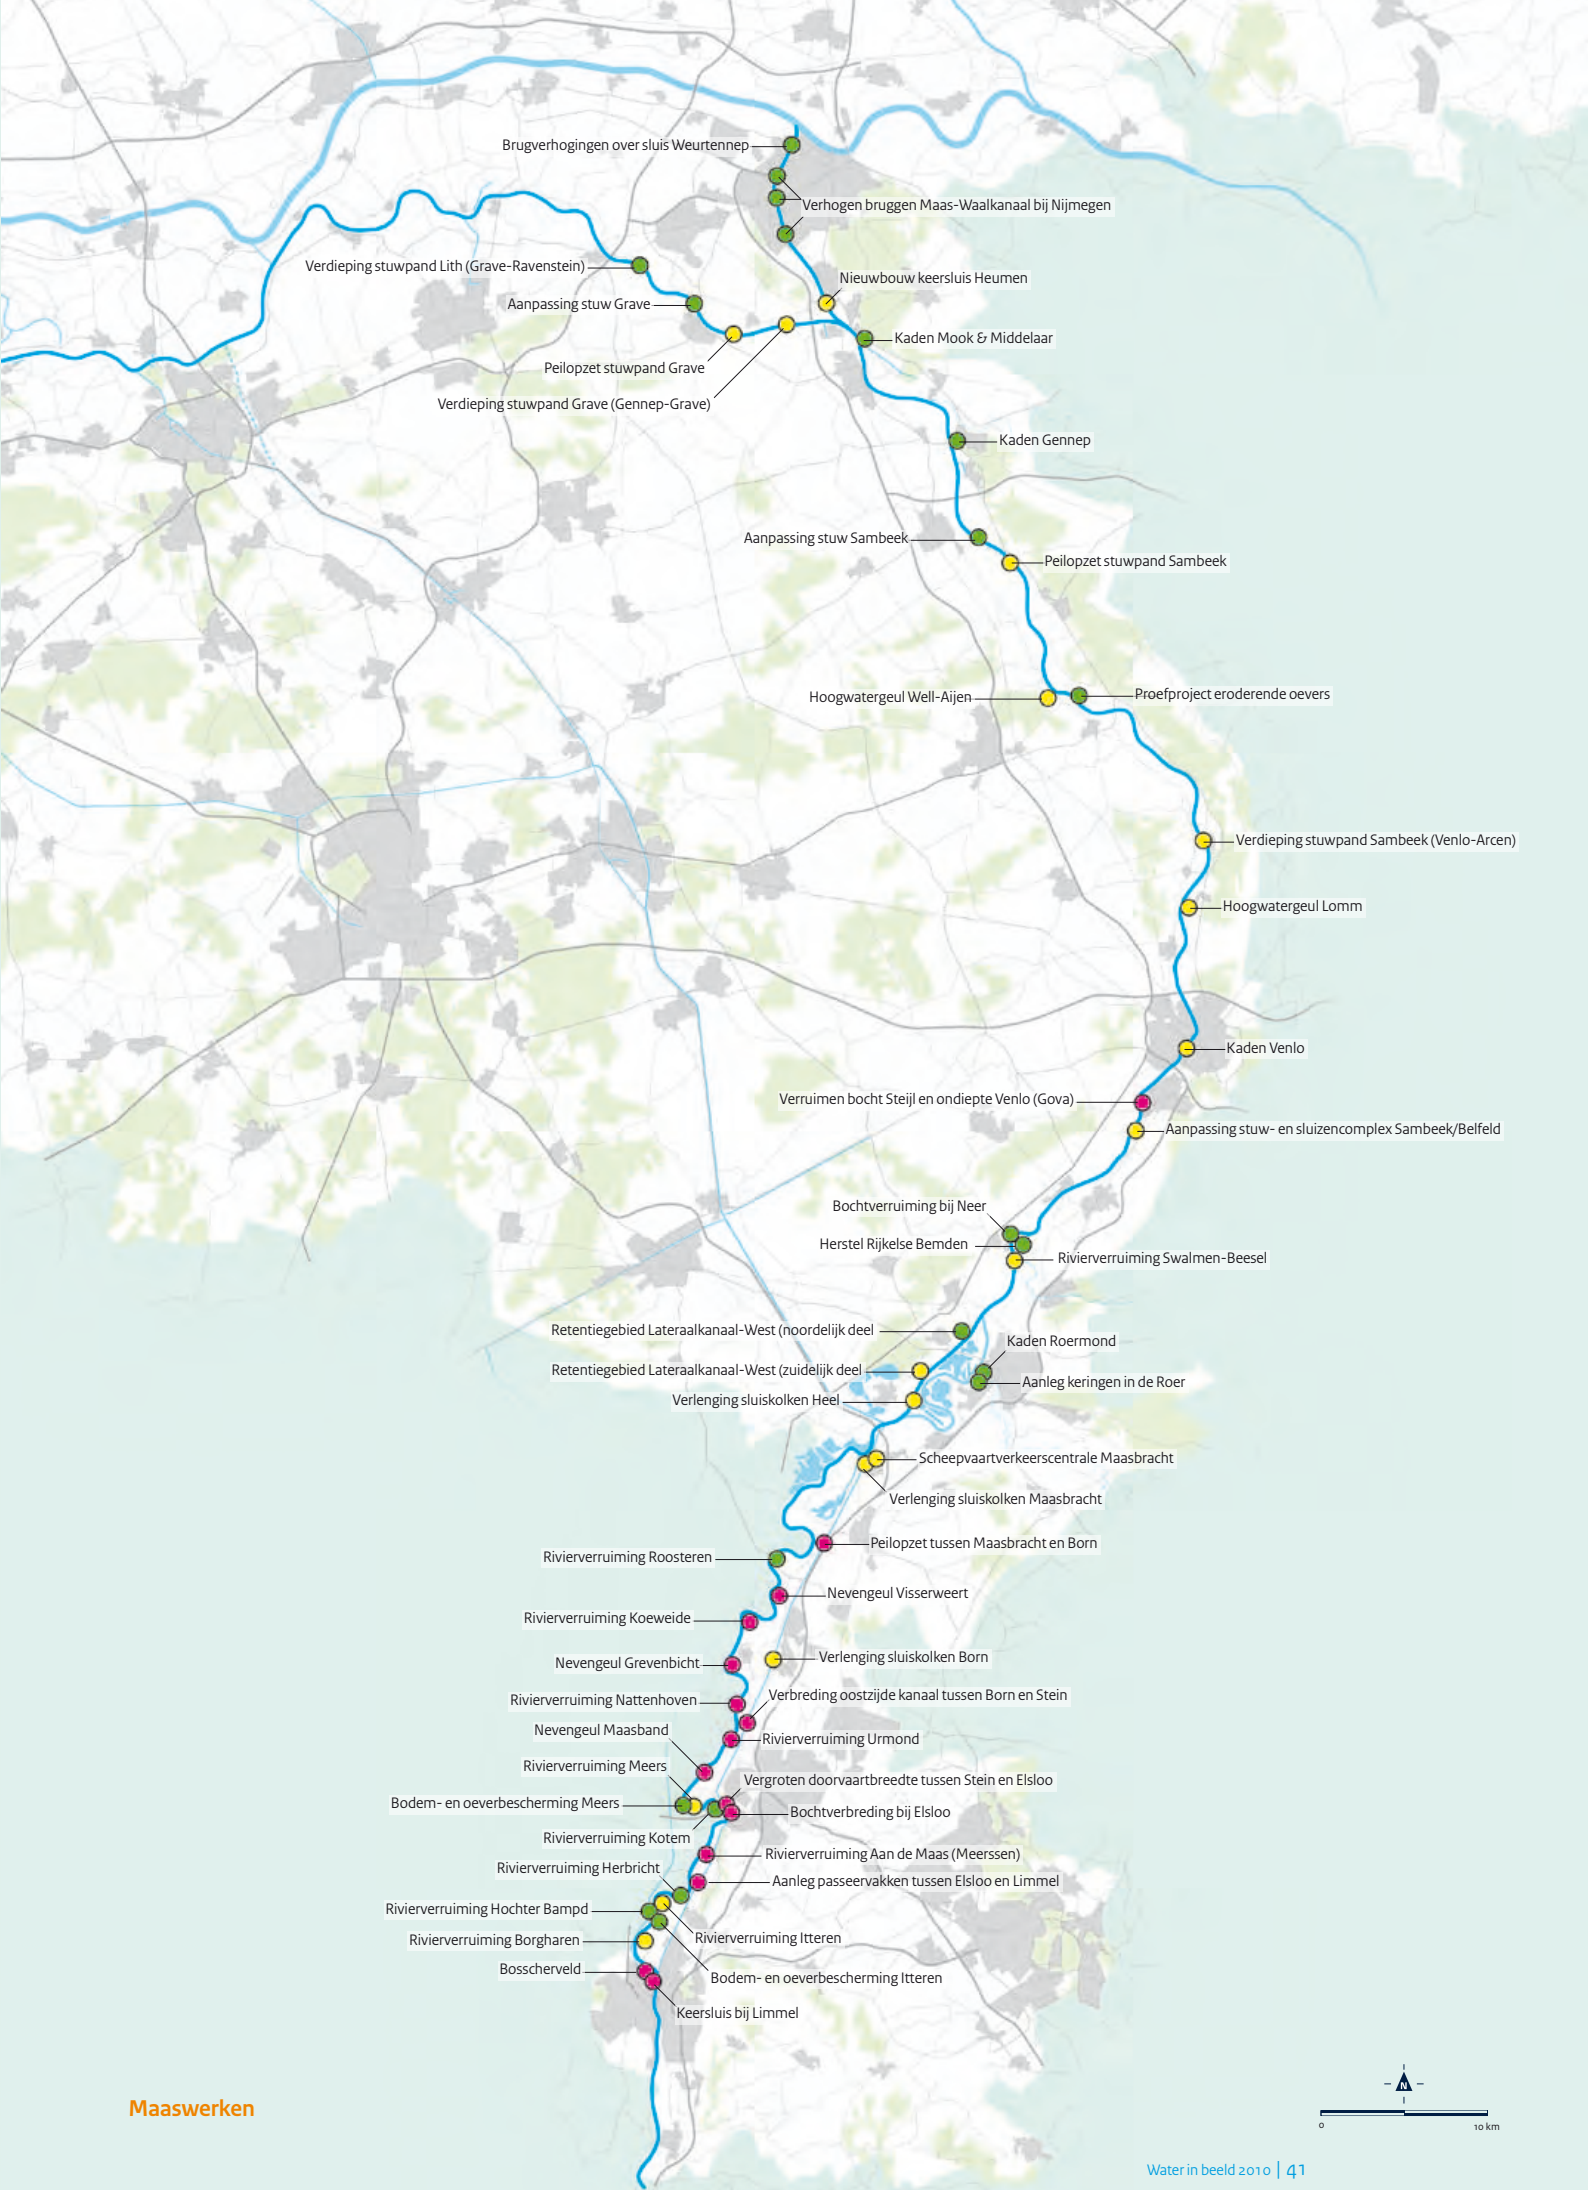 Brugverhogingen over sluis Weurtennep
Verhogen bruggen Maas-Waalkanaal bij Nijmegen
Verdieping stuwpand Lith (Grave-Ravenstein)
Nieuwbouw keersluis Heumen
Aanpassing stuw Grave
Kaden Mook & Middelaar
Peilopzet stuwpand Grave
Verdieping stuwpand Grave (Gennep-Grave)
Kaden Gennep
Aanpassing stuw Sambeek
Peilopzet stuwpand Sambeek
Hoogwatergeul Well-Aijen
Proefproject eroderende oevers
Verdieping stuwpand Sambeek (Venlo-Arcen)
Hoogwatergeul Lomm
Kaden Venlo
Verruimen bocht Steijl en ondiepte Venlo (Gova)
Aanpassing stuw- en sluizencomplex Sambeek/Belfeld
Bochtverruiming bij Neer
Herstel Rijkelse Bemden
Rivierverruiming Swalmen-Beesel
Retentiegebied Lateraalkanaal-West (noordelijk deel
Kaden Roermond
Retentiegebied Lateraalkanaal-West (zuidelijk deel
Aanleg keringen in de Roer
Verlenging sluiskolken Heel
Scheepvaartverkeerscentrale Maasbracht
Verlenging sluiskolken Maasbracht
Peilopzet tussen Maasbracht en Born
Rivierverruiming Roosteren
Nevengeul Visserweert
Rivierverruiming Koeweide
Verlenging sluiskolken Born
Nevengeul Grevenbicht
Verbreding oostzijde kanaal tussen Born en Stein
Rivierverruiming Nattenhoven
Nevengeul Maasband
Rivierverruiming Urmond
Rivierverruiming Meers
Vergroten doorvaartbreedte tussen Stein en Elsloo
Bodem- en oeverbescherming Meers
Bochtverbreding bij Elsloo
Rivierverruiming Kotem
Rivierverruiming Aan de Maas (Meerssen)
Rivierverruiming Herbricht
Aanleg passeervakken tussen Elsloo en Limmel
Rivierverruiming Hochter Bampd
Rivierverruiming Itteren
Rivierverruiming Borgharen
Bosscherveld
Bodem- en oeverbescherming Itteren
Keersluis bij Limmel
N
Maaswerken
0 10 km
Water in beeld 2010 | 41